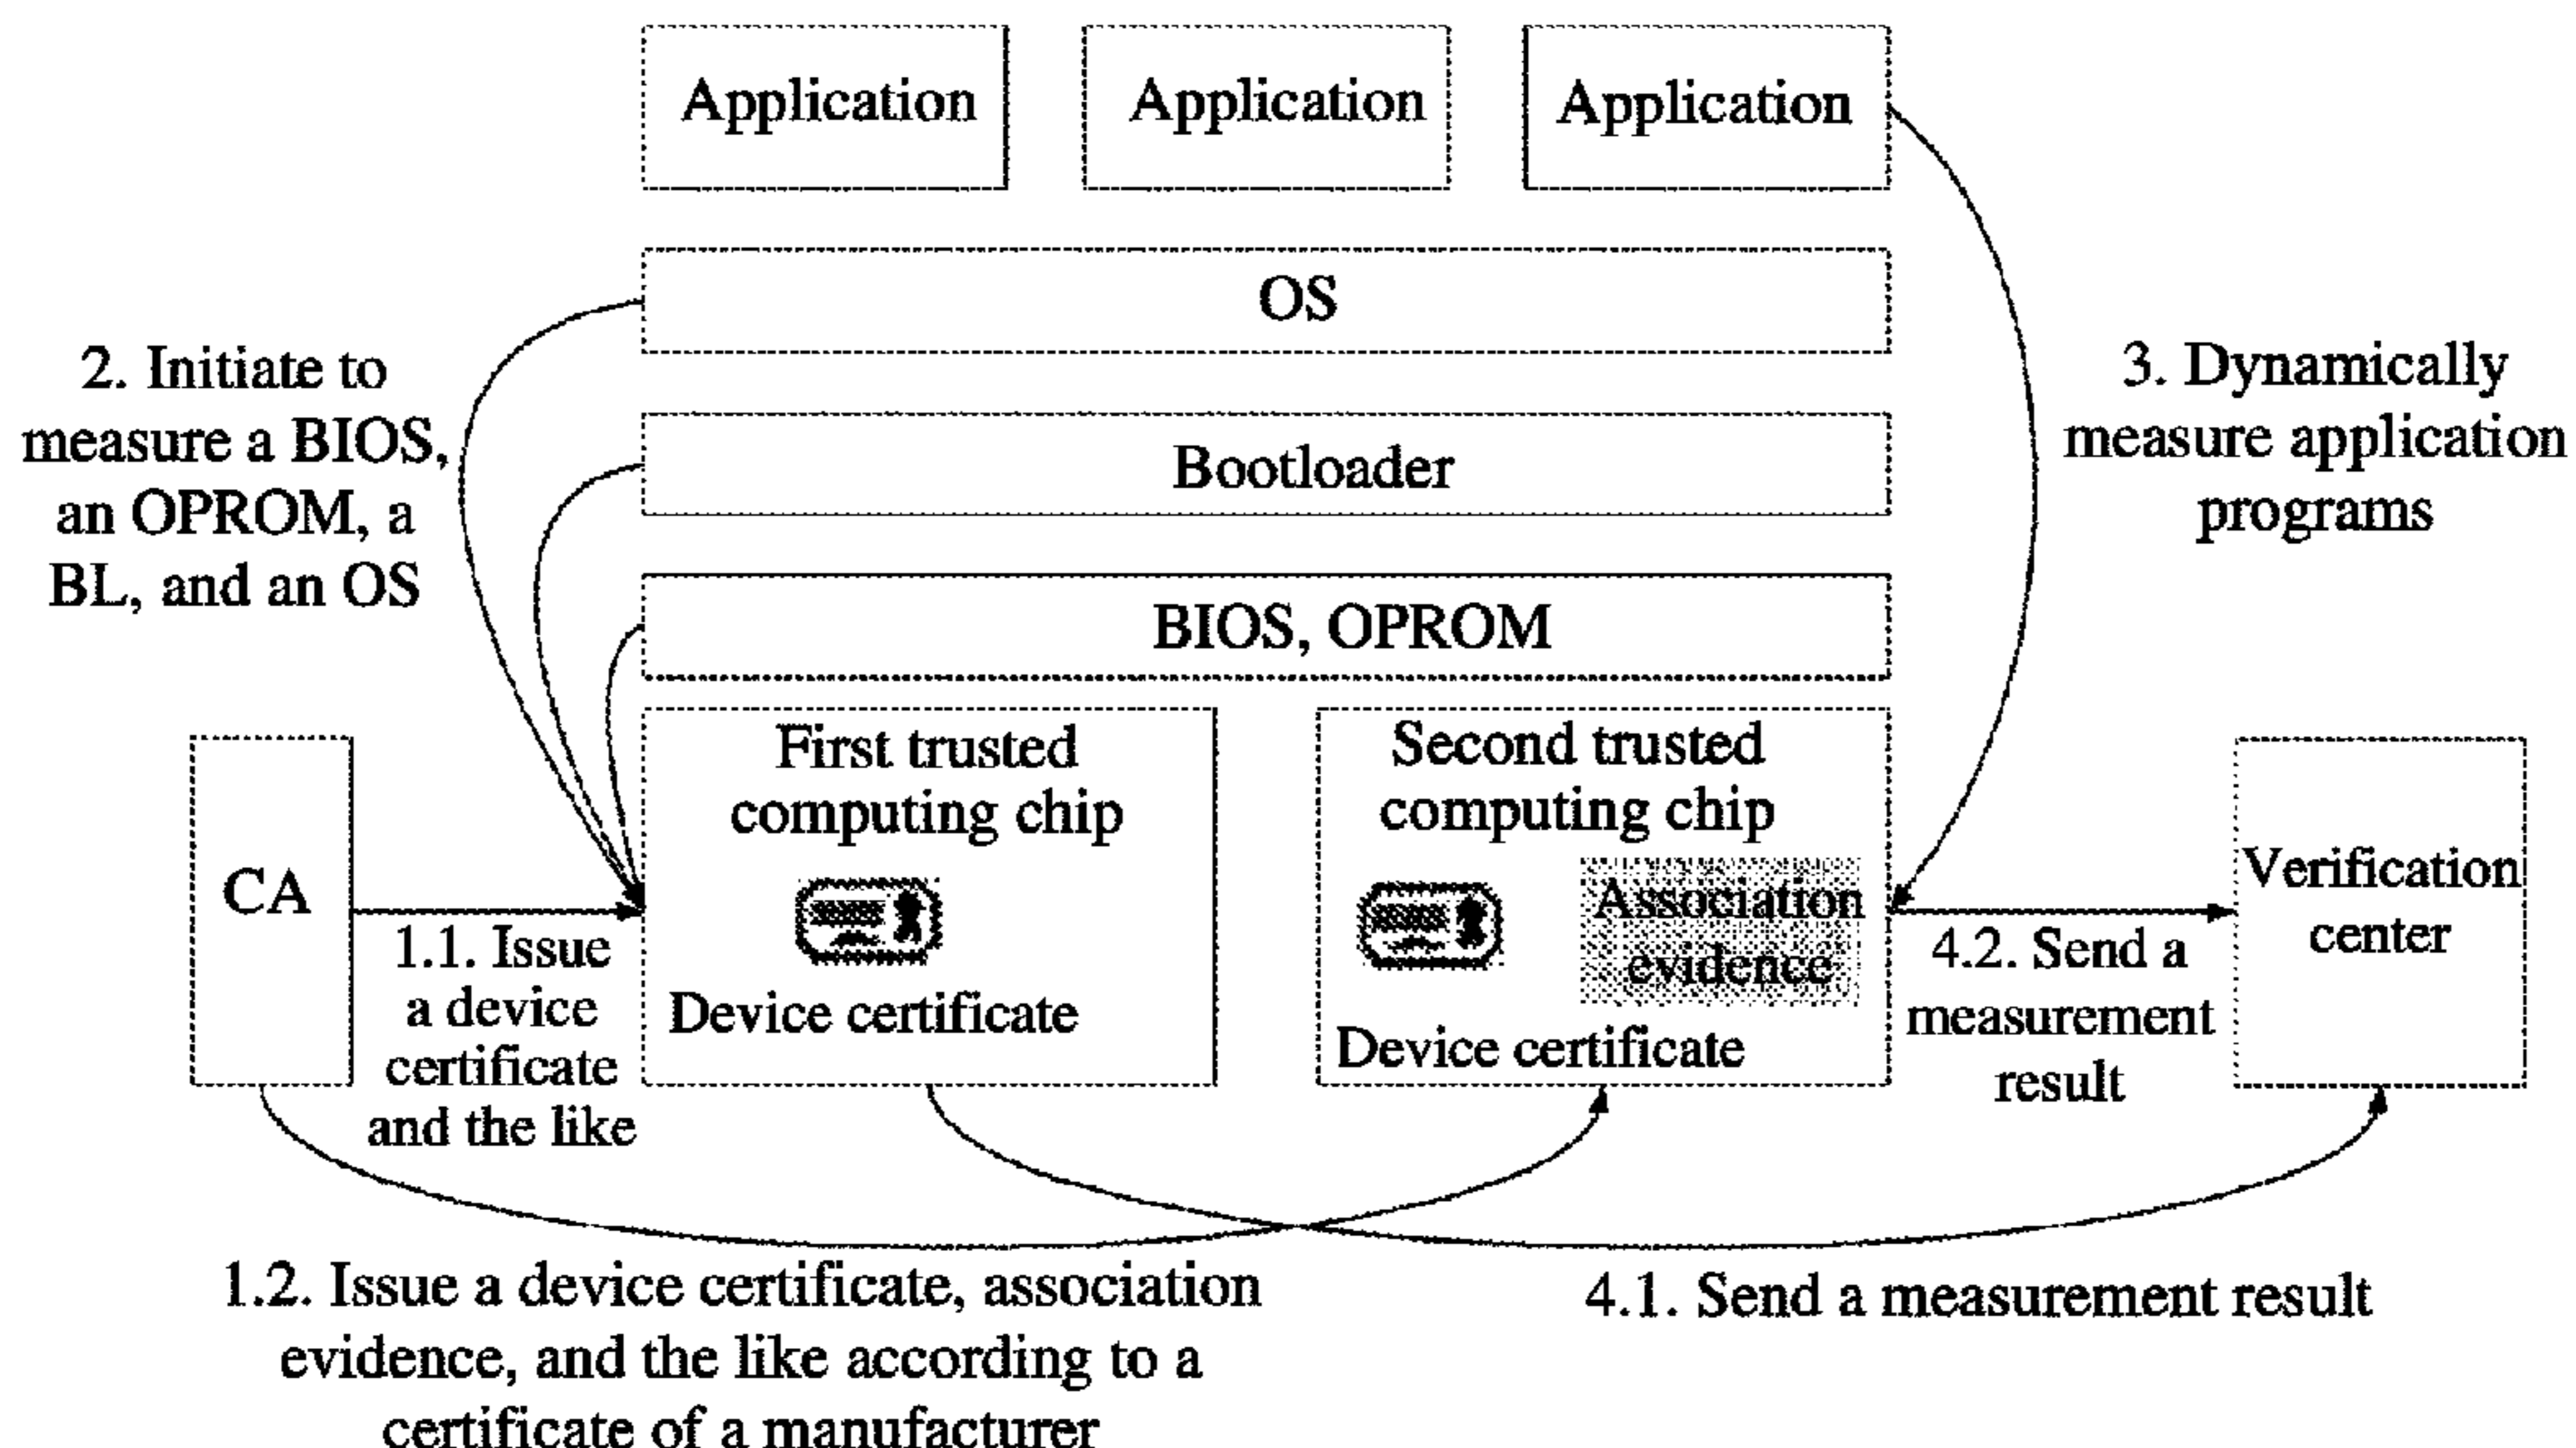 Application
Application
Application
OS
2. Initiate to
measure a BIOS,
an OPROM, a
BL, and an OS
3. Dynamically
measure application
programs
Bootloader
BIOS, OPROM
CA
1.1. Issue
a device
certificate
and the like
First trusted
computing chip
Device certificate
Second trusted
computing chip
Association
evidence
Device certificate
4.2. Send a
measurement
result
Verification
center
1.2. Issue a device certificate, association
evidence, and the like according to a
certificate of a manufacturer
4.1. Send a measurement result